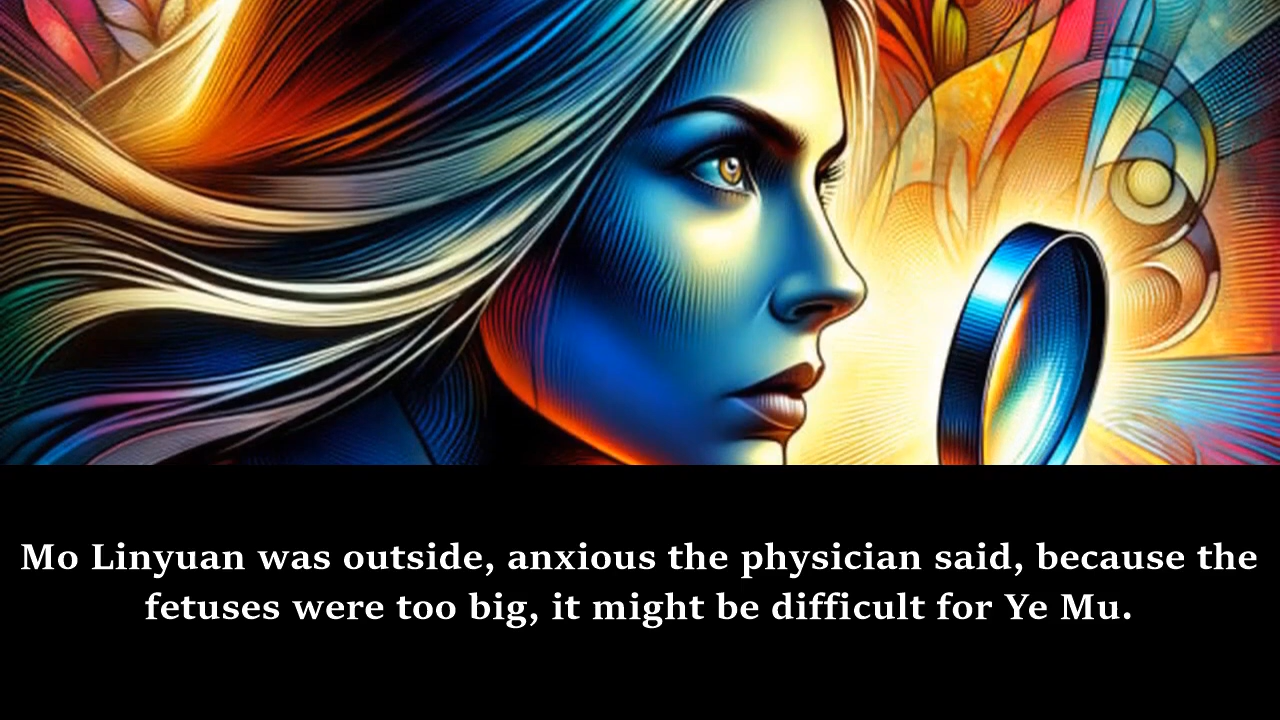 Mo Linyuan was outside, anxious the physician said, because the
fetuses were too big, it might be difficult for Ye Mu.